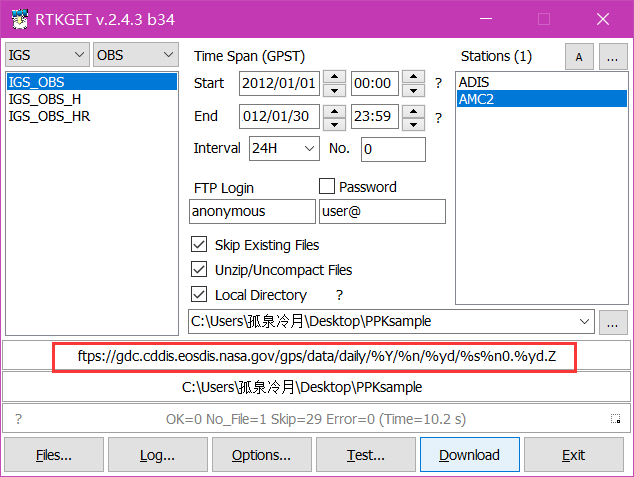 RTKGET v.2.4.3 b34
IGS OBS Time Span (GPST) Stations (1) A ...
IGS_OBS
IGS_OBS_H
IGS_OBS_HR
Start 2012/01/01 00:00 ?
End 012/01/30 23:59 ?
Interval 24H No. 0
FTP Login Password
anonymous user@
Skip Existing Files
Unzip/Uncompact Files
Local Directory ?
C:\Users\孤泉冷月\Desktop\PPKsample ...
ADIS
AMC2
ftps://gdc.cddis.eosdis.nasa.gov/gps/data/daily/%Y/%n/%yd/%s%n0.%yd.Z
C:\Users\孤泉冷月\Desktop\PPKsample
? OK=0 No_File=1 Skip=29 Error=0 (Time=10.2 s)
Files... Log... Options... Test... Download Exit